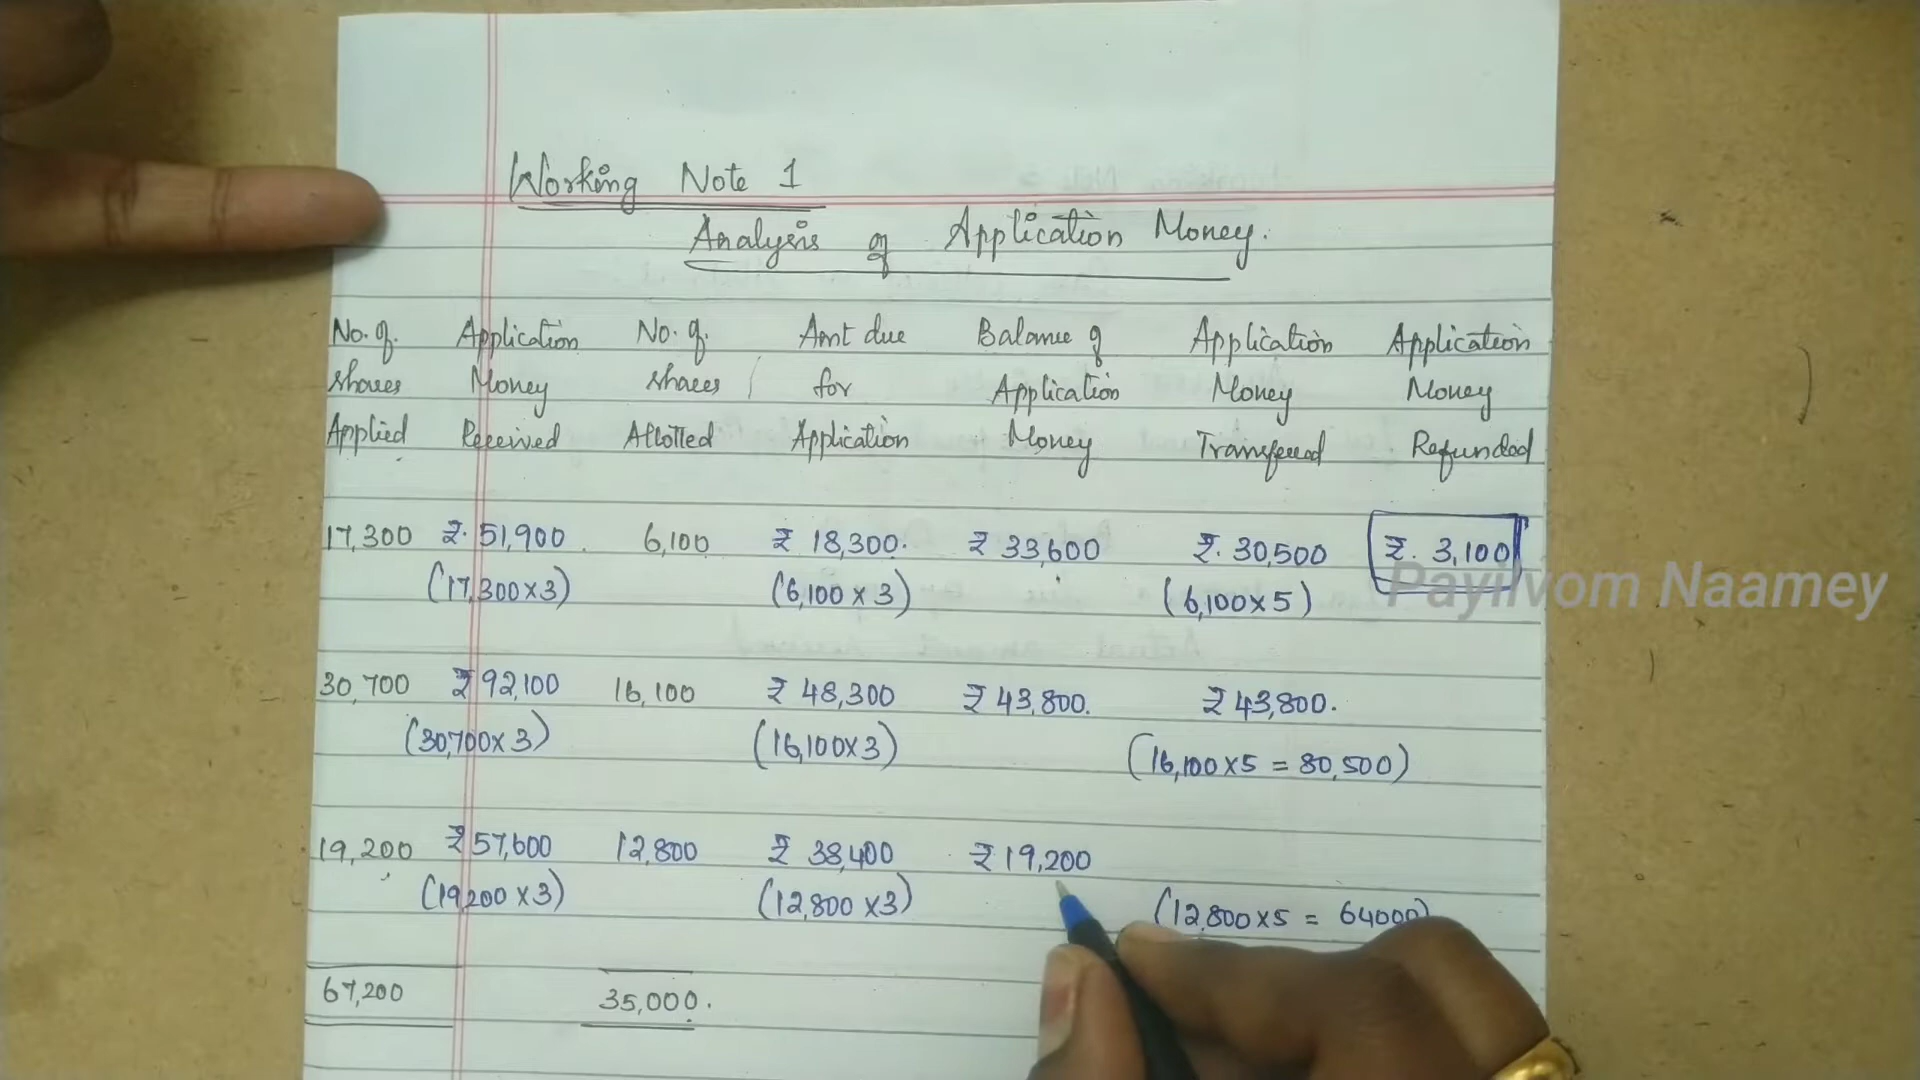 Working Note 1
Analysis of Application Money.
No. of. Application No. of. Amt due Balance of Application Application
shares Money shares for Application Money Money
Applied Received Allotted Application Money Transfered Refunded
17,300 ₹. 51,900 6,100 ₹ 18,300. ₹ 33,600 ₹. 30,500 ₹. 3,100
(17,300x3) (6,100 x 3) (6,100x5)
Payilvom Naamey
30,700 ₹ 92,100 16,100 ₹ 48,300 ₹ 43,800. ₹ 43,800.
(30,700x3) (16,100x3) (16,100x5 = 80,500)
19,200 ₹ 57,600 12,800 ₹ 38,400 ₹ 19,200
(19,200 x3) (12,800 x3) (12,800x5 = 64000)
67,200 35,000.